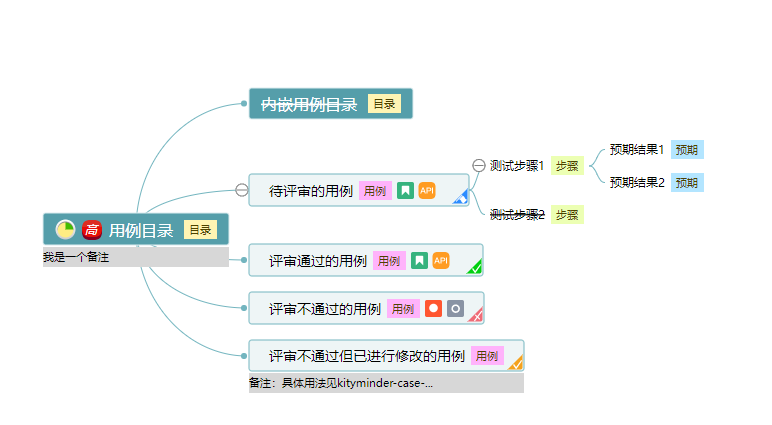 内嵌用例目录 目录
待评审的用例 用例 API
测试步骤1 步骤
预期结果1 预期
预期结果2 预期
测试步骤2 步骤
高 用例目录 目录
我是一个备注
评审通过的用例 用例 API
评审不通过的用例 用例
评审不通过但已进行修改的用例 用例
备注：具体用法见kityminder-case-...